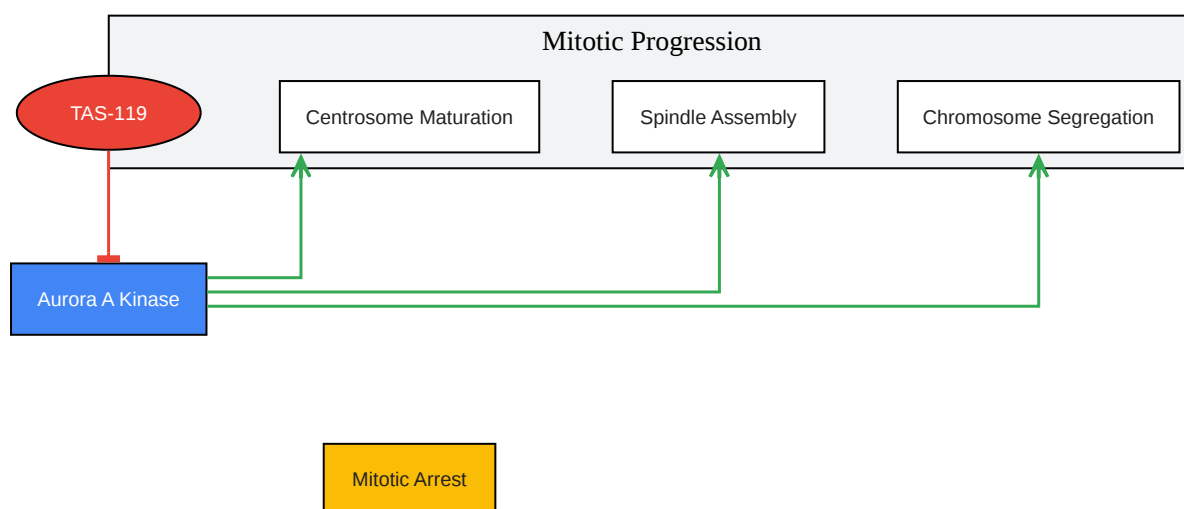 Mitotic Progression
TAS-119
Centrosome Maturation
Spindle Assembly
Chromosome Segregation
Aurora A Kinase
Mitotic Arrest